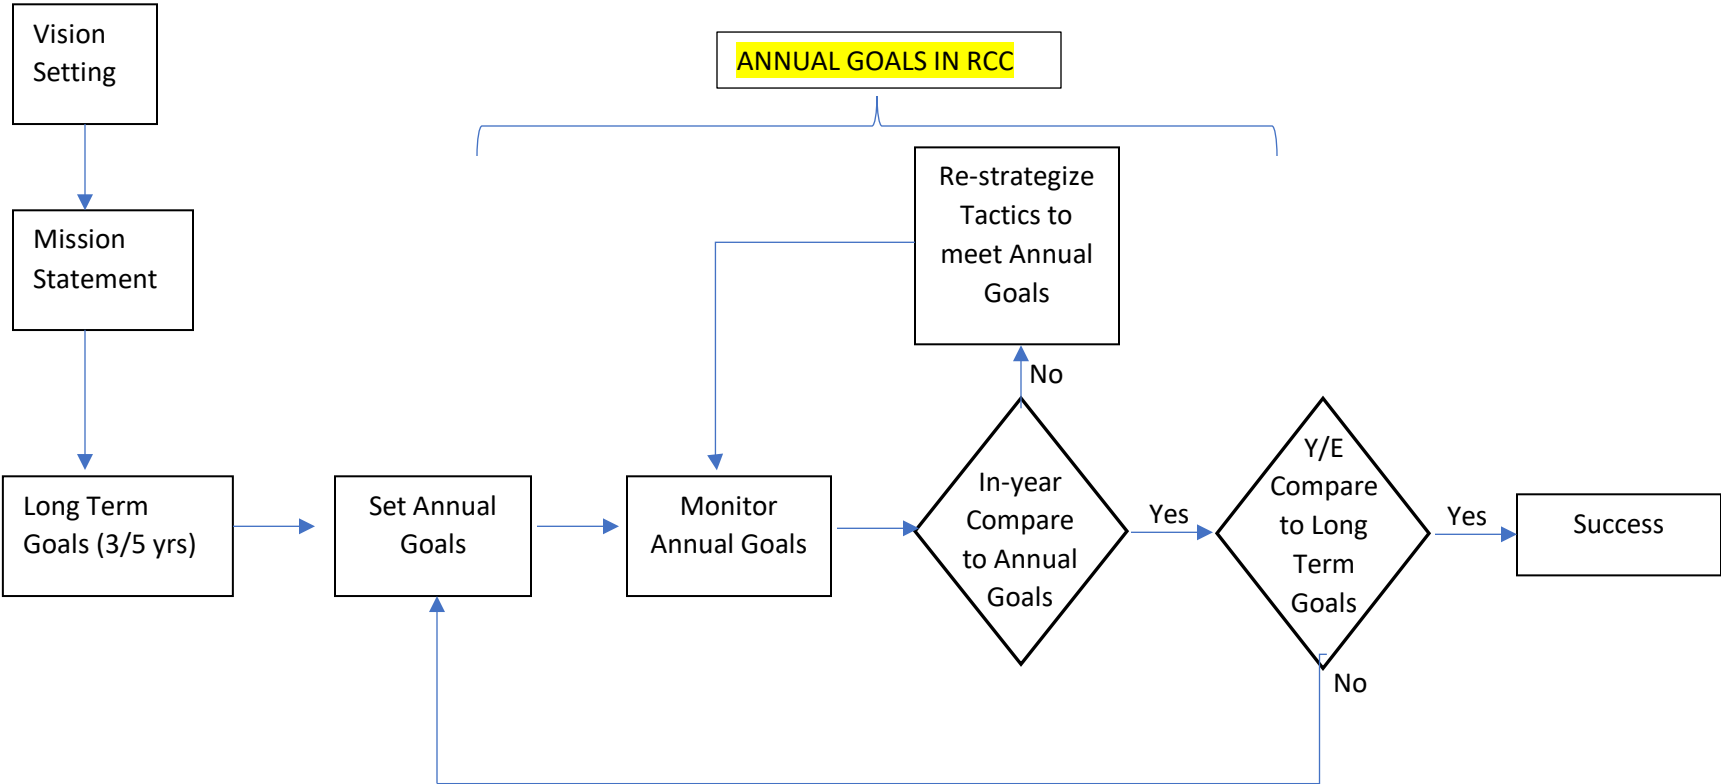 Vision
Setting
ANNUAL GOALS IN RCC
Re-strategize
Tactics to
meet Annual
Goals
Mission
Statement
No
Long Term
Goals (3/5 yrs)
Set Annual
Goals
Monitor
Annual Goals
In-year
Compare
to Annual
Goals
Yes
Y/E
Compare
to Long
Term
Goals
Yes
Success
No